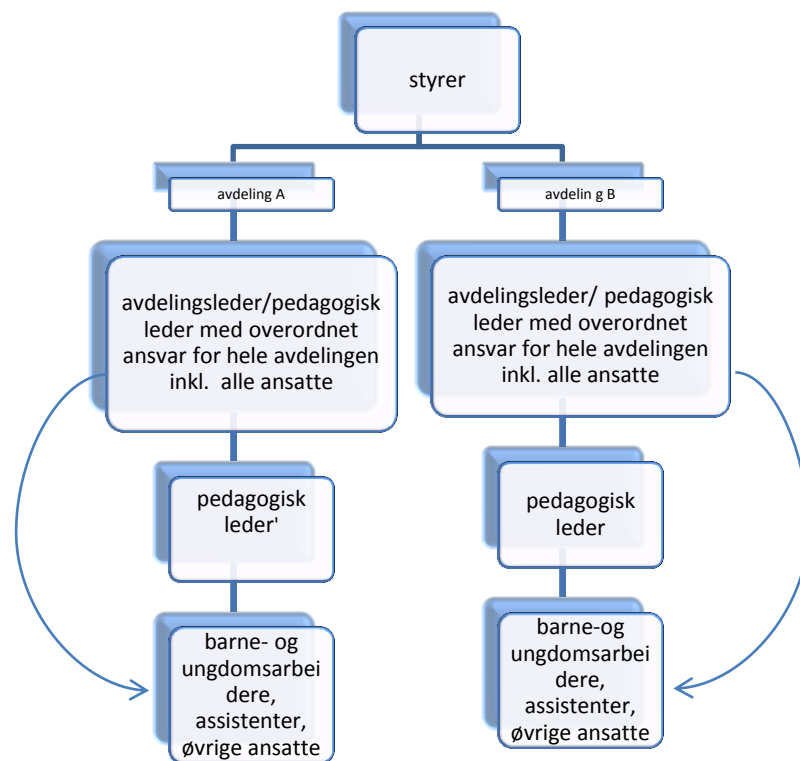 styrer
avdeling A
avdelin g B
avdelingsleder/pedagogisk
leder med overordnet
ansvar for hele avdelingen
inkl.  alle ansatte
avdelingsleder/ pedagogisk
leder med overordnet
ansvar for hele avdelingen
inkl. alle ansatte
pedagogisk
leder'
pedagogisk
leder
barne- og
ungdomsarbei
dere,
assistenter,
øvrige ansatte
barne-og
ungdomsarbei
dere,
assistenter,
øvrige ansatte